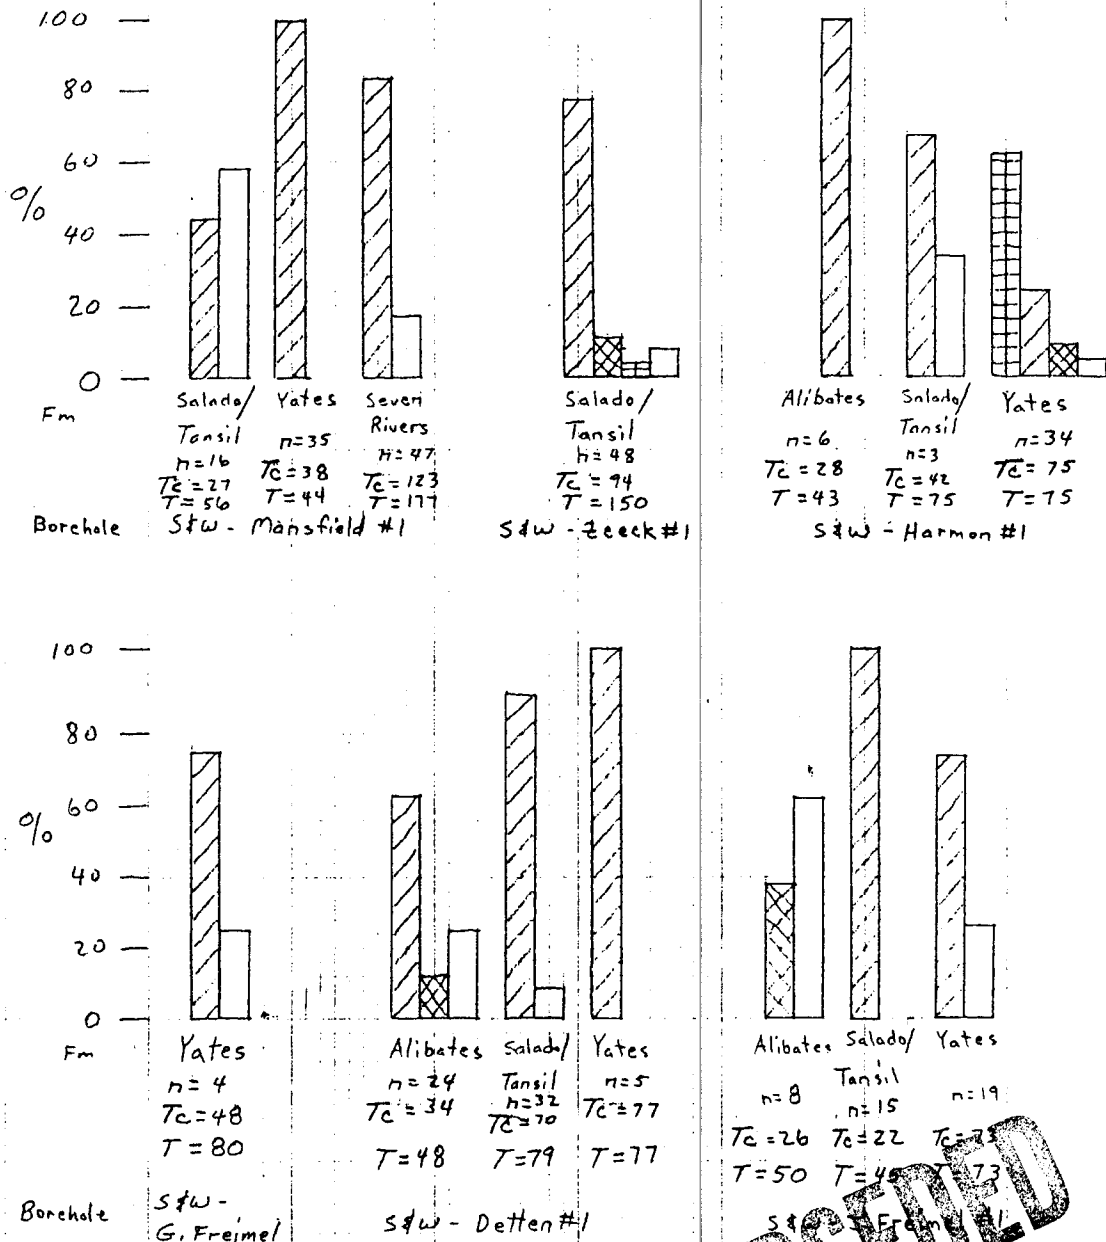 100
80
60
%
40
20
0
Fm
Salado/ Tansil n=16 Tc=27 T=56
Yates n=35 Tc=38 T=44
Seven Rivers n=47 Tc=123 T=177
Salado/ Tansil n=48 Tc=94 T=150
Alibates n=6 Tc=28 T=43
Salado/ Tansil n=3 Tc=42 T=75
Yates n=34 Tc=75 T=75
Borehole S&W - Mansfield #1 S&W - Zeeck #1 S&W - Harmon #1
100
80
60
%
40
20
0
Fm
Yates n=4 Tc=48 T=80
Alibates n=24 Tc=34 T=48
Salado/ Tansil n=32 Tc=70 T=79
Yates n=5 Tc=77 T=77
Alibates n=8 Tc=26 T=50
Salado/ Tansil n=15 Tc=22
Yates n=19 Tc=73 T=73
Borehole S&W - G. Freimel S&W - Detten #1 S& Freimel #1